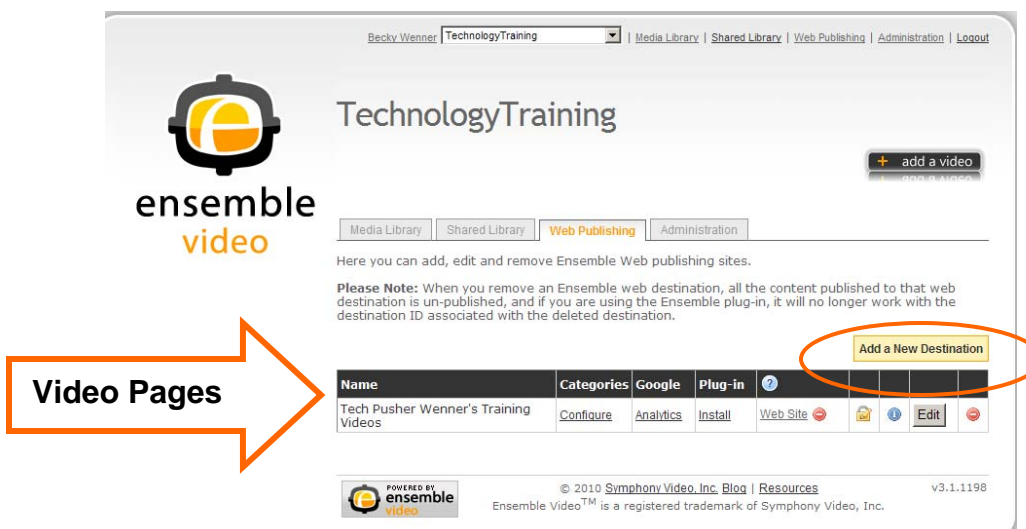 Becky Wenner TechnologyTraining | Media Library | Shared Library | Web Publishing | Administration | Logout
TechnologyTraining
+ add a video
ensemble
video
Media Library Shared Library Web Publishing Administration
Here you can add, edit and remove Ensemble Web publishing sites.
Please Note: When you remove an Ensemble web destination, all the content published to that web
destination is un-published, and if you are using the Ensemble plug-in, it will no longer work with the
destination ID associated with the deleted destination.
Add a New Destination
Video Pages
Name Categories Google Plug-in ?
Tech Pusher Wenner's Training
Videos
Configure Analytics Install Web Site Edit
POWERED BY
ensemble
video
© 2010 Symphony Video, Inc. Blog | Resources v3.1.1198
Ensemble Video™ is a registered trademark of Symphony Video, Inc.